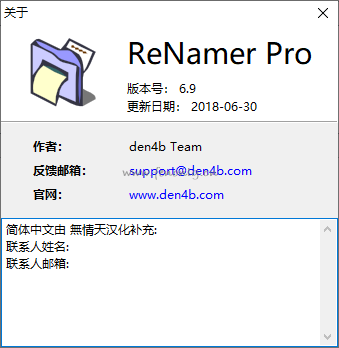 关于
ReNamer Pro
版本号： 6.9
更新日期： 2018-06-30
作者： den4b Team
反馈邮箱： support@den4b.com
官网： www.den4b.com
简体中文由 無情天汉化补充:
联系人姓名:
联系人邮箱: